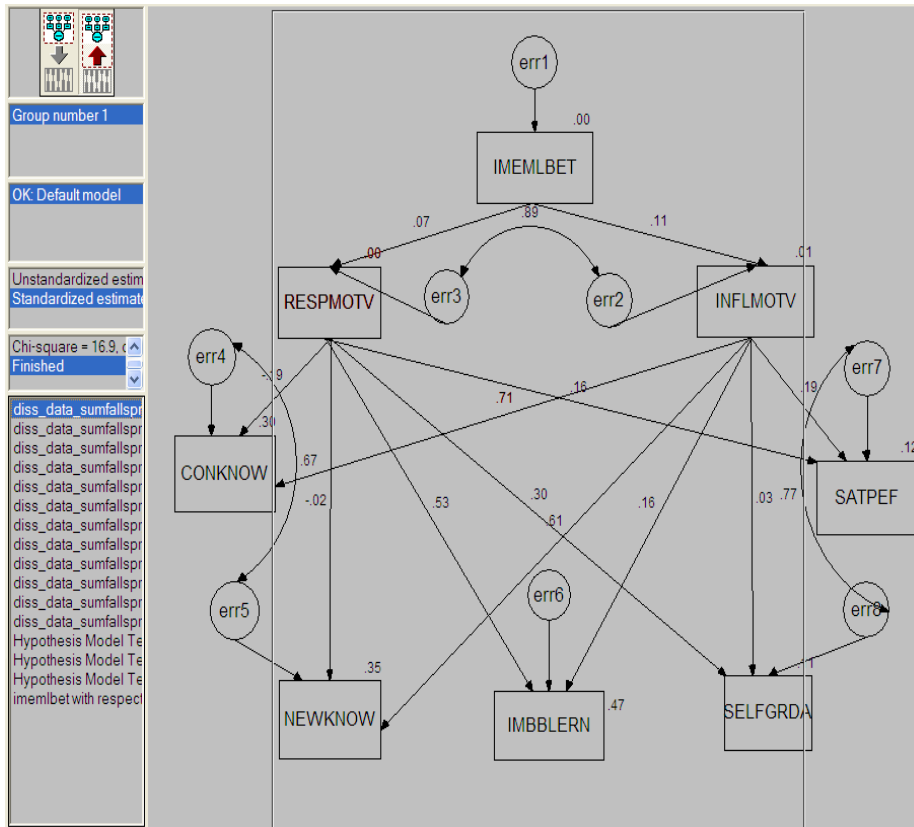 Group number 1
OK: Default model
Unstandardized estim
Standardized estimate
Chi-square = 16.9, c
Finished
diss_data_sumfallspr
diss_data_sumfallspr
diss_data_sumfallspr
diss_data_sumfallspr
diss_data_sumfallspr
diss_data_sumfallspr
diss_data_sumfallspr
diss_data_sumfallspr
diss_data_sumfallspr
diss_data_sumfallspr
diss_data_sumfallspr
diss_data_sumfallspr
Hypothesis Model Te
Hypothesis Model Te
Hypothesis Model Te
imemlbet with respect
err1
.00
IMEMLBET
.07 .89 .11
.00 .01
RESPMOTV err3 err2 INFLMOTV
err4 err7
.16 .19
.71
.30
CONKNOW .67 -.02 .53 .30 .61 .16 .03 .77 .12
SATPEF
err5 err6 err8
.35
NEWKNOW IMBBLERN .47 SELFGRDA